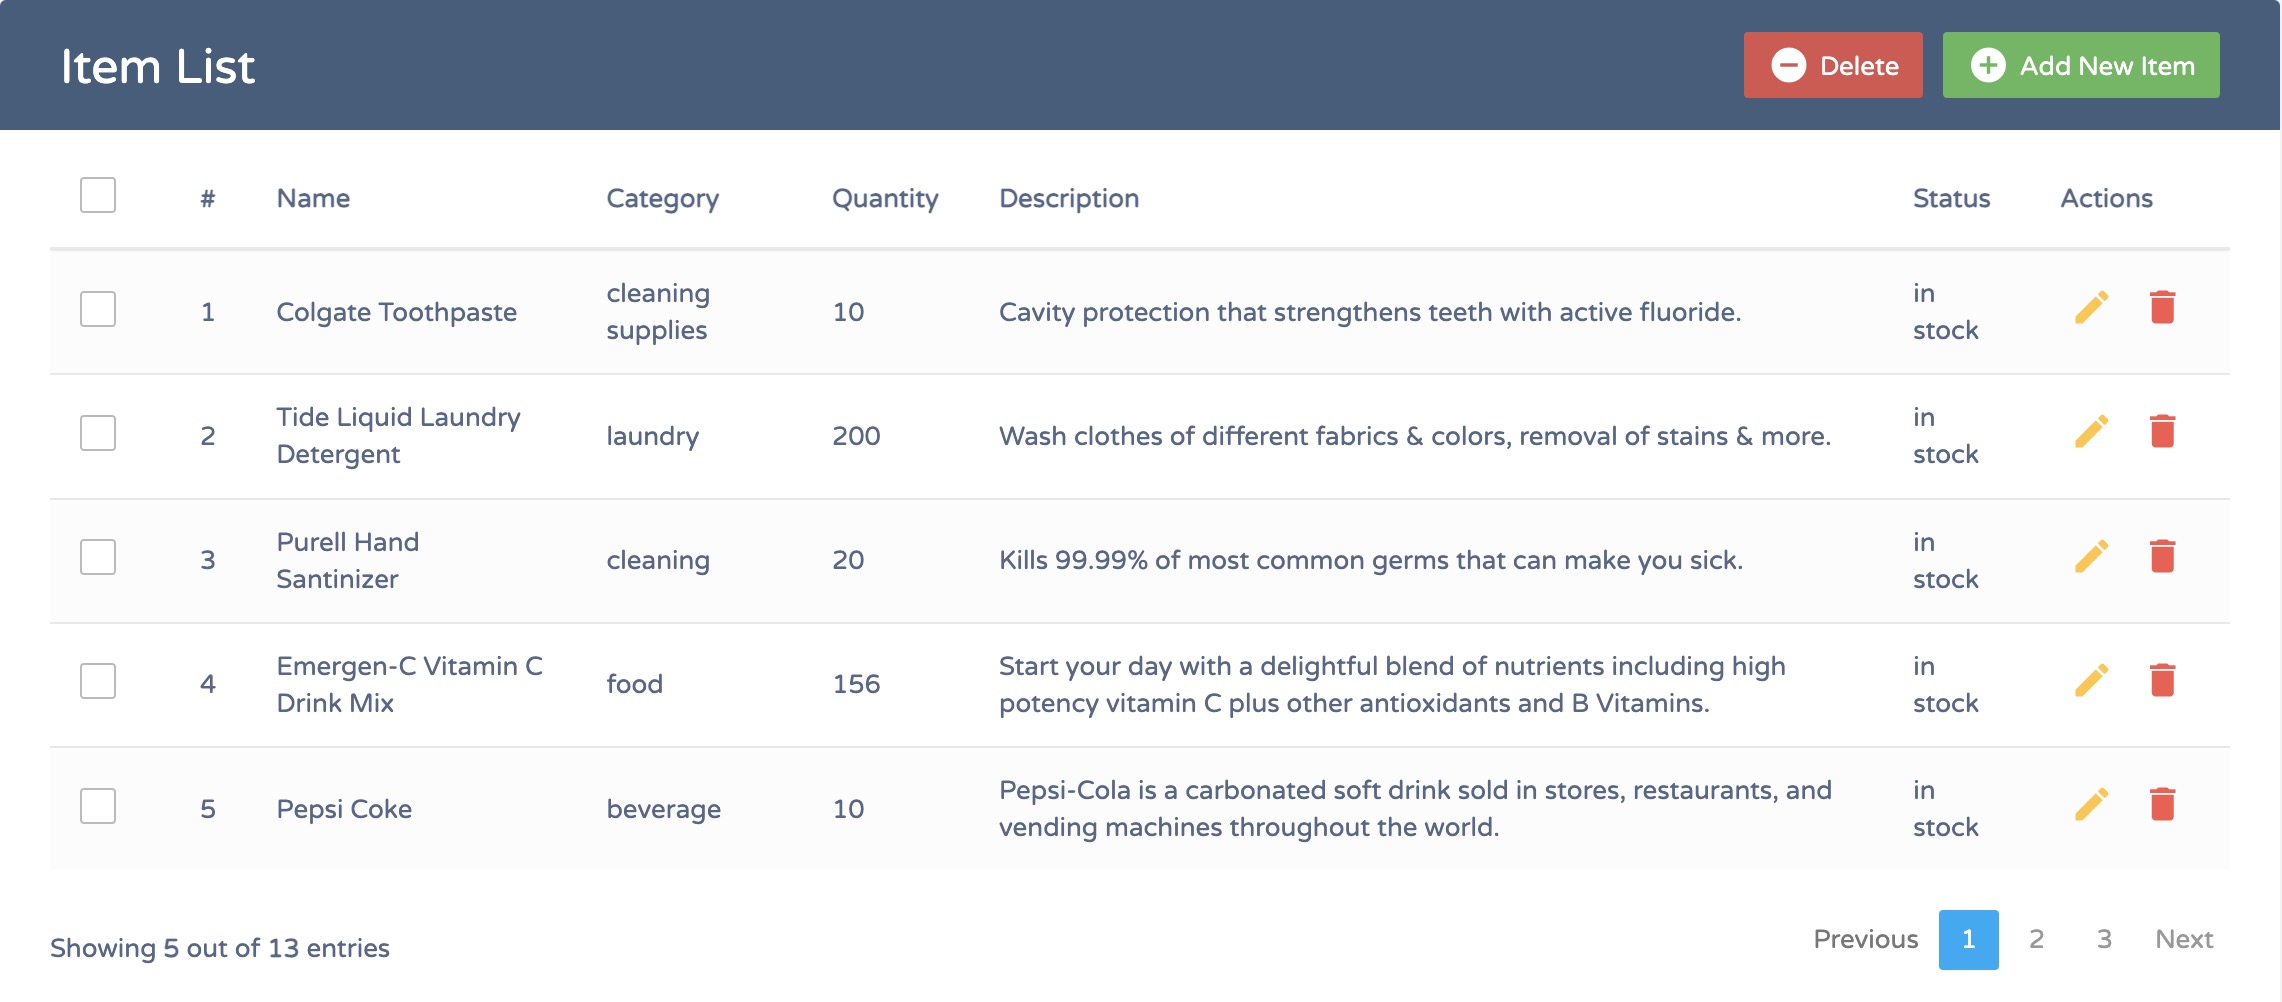 Item List
Delete
Add New Item
# Name Category Quantity Description Status Actions
1 Colgate Toothpaste cleaning supplies 10 Cavity protection that strengthens teeth with active fluoride. in stock
2 Tide Liquid Laundry Detergent laundry 200 Wash clothes of different fabrics & colors, removal of stains & more. in stock
3 Purell Hand Santinizer cleaning 20 Kills 99.99% of most common germs that can make you sick. in stock
4 Emergen-C Vitamin C Drink Mix food 156 Start your day with a delightful blend of nutrients including high potency vitamin C plus other antioxidants and B Vitamins. in stock
5 Pepsi Coke beverage 10 Pepsi-Cola is a carbonated soft drink sold in stores, restaurants, and vending machines throughout the world. in stock
Showing 5 out of 13 entries
Previous 1 2 3 Next